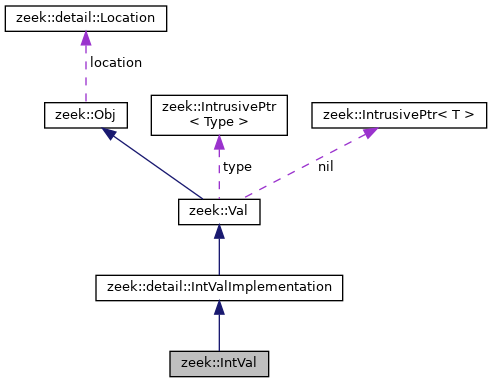 zeek::detail::Location
location
zeek::Obj
zeek::IntrusivePtr
< Type >
zeek::IntrusivePtr< T >
type
nil
zeek::Val
zeek::detail::IntValImplementation
zeek::IntVal